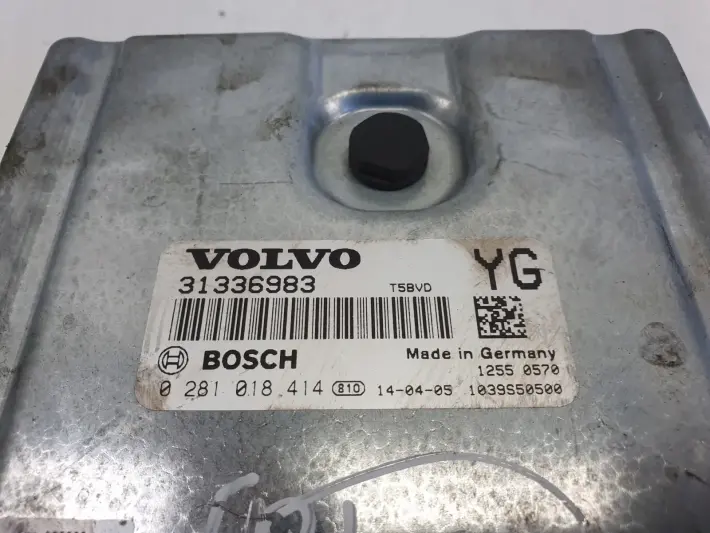 VOLVO YG
31336983 T5BVD
BOSCH Made in Germany
1255 0570
0 281 018 414 810 14-04-05 1039S50500